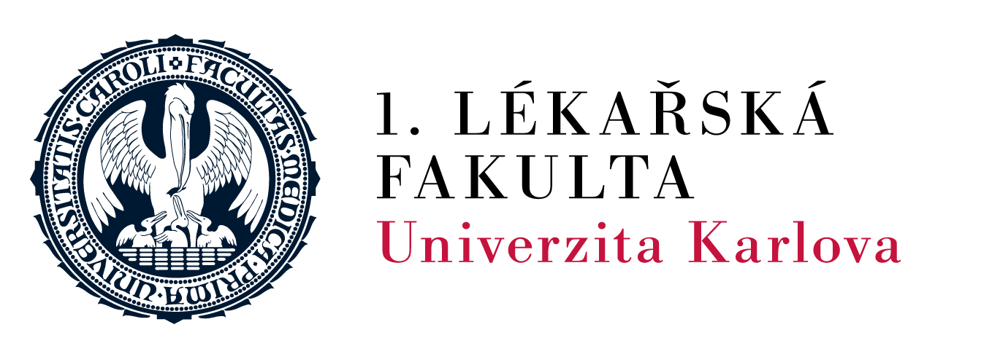 UNIVERSITATIS · CAROLI FACULTAS · MEDICA · PRIMA ·
1. LÉKAŘSKÁ
FAKULTA
Univerzita Karlova